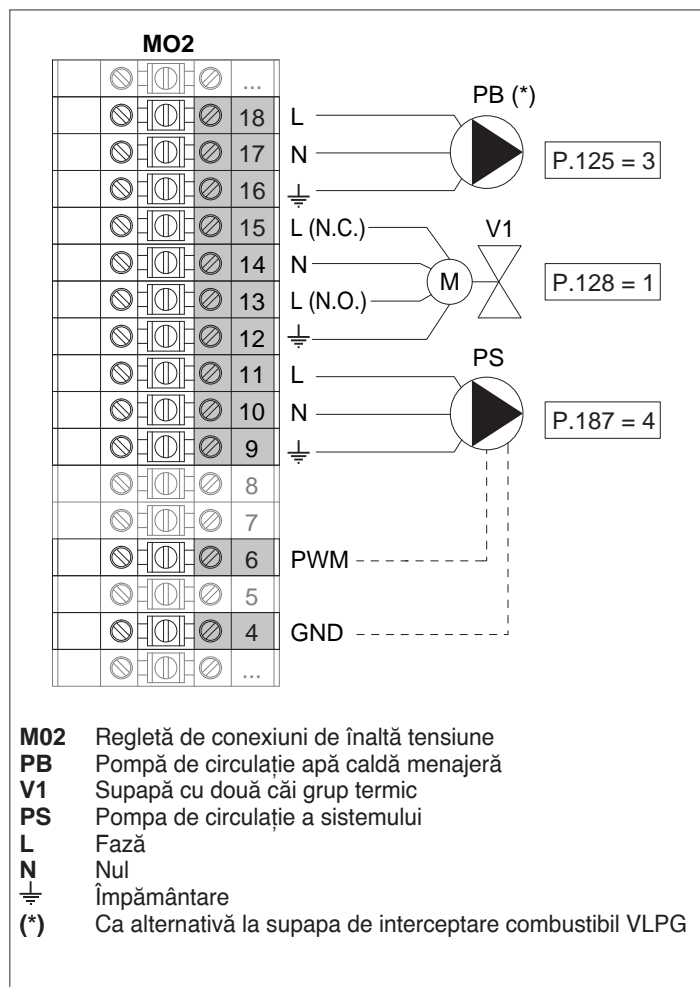 MO2
...
PB (*)
18 L
17 N P.125 = 3
16
15 L (N.C.) V1
14 N M P.128 = 1
13 L (N.O.)
12
PS
11 L
10 N P.187 = 4
9
8
7
6 PWM
5
4 GND
...
M02 Regletă de conexiuni de înaltă tensiune
PB Pompă de circulație apă caldă menajeră
V1 Supapă cu două căi grup termic
PS Pompa de circulație a sistemului
L Fază
N Nul
Împământare
(*) Ca alternativă la supapa de interceptare combustibil VLPG